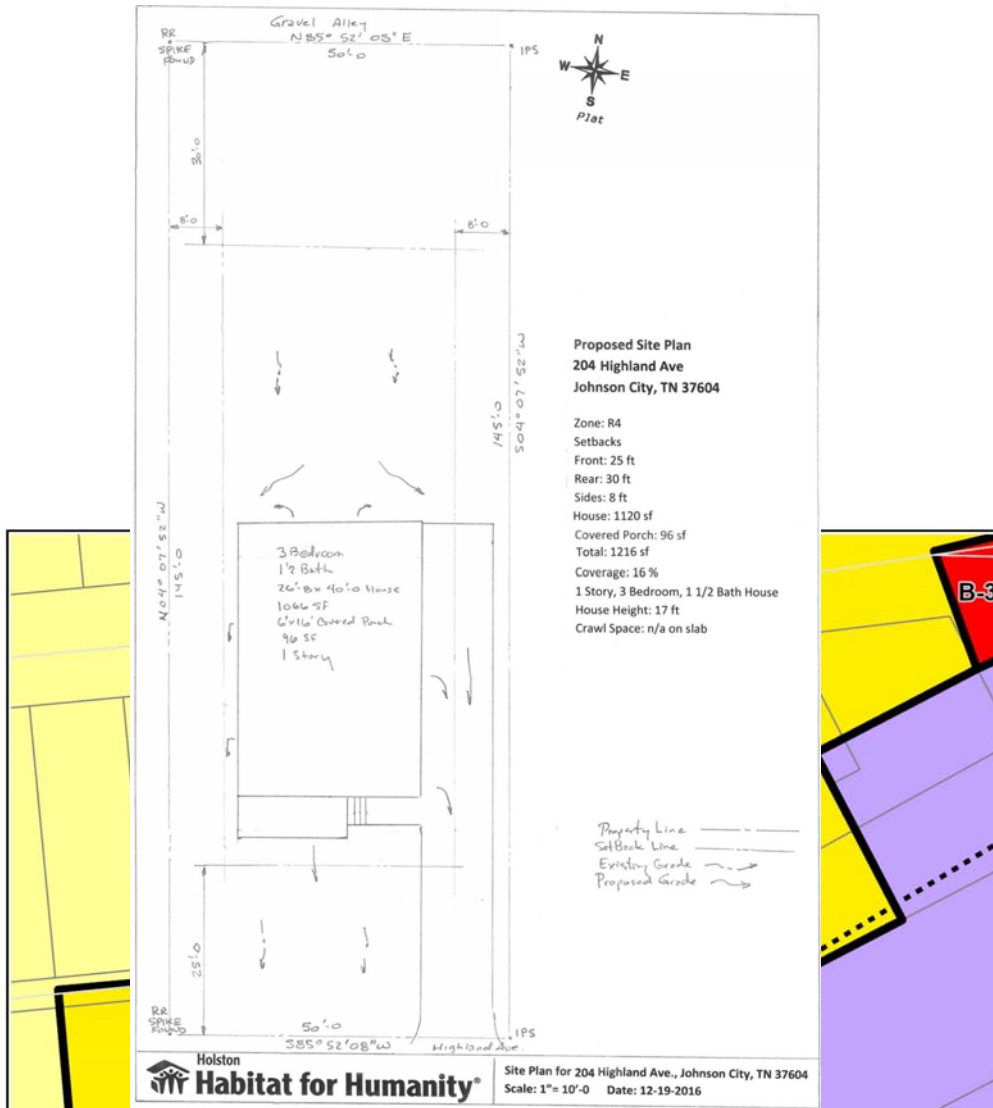 Gravel Alley
N85° 52' 08" E
50'-0
RR
SPIKE
FOUND
IPS
N
W
E
S
Plat
30'-0
8'-0
8'-0
145'-0
S04° 07' 52" W
N04° 07' 52" W
145'-0
Proposed Site Plan
204 Highland Ave
Johnson City, TN 37604
Zone: R4
Setbacks
Front: 25 ft
Rear: 30 ft
Sides: 8 ft
House: 1120 sf
Covered Porch: 96 sf
Total: 1216 sf
Coverage: 16 %
1 Story, 3 Bedroom, 1 1/2 Bath House
House Height: 17 ft
Crawl Space: n/a on slab
3 Bedroom
Bath
26'-8 x 40'-0 House
1066 SF
6'x16' Covered Porch
96 SF
1 Story
B-3
Property Line
SetBack Line
Existing Grade
Proposed Grade
25'-0
RR
SPIKE
FOUND
50'-0
S85° 52' 08" W
Highland Ave.
IPS
Holston
Habitat for Humanity®
Site Plan for 204 Highland Ave., Johnson City, TN 37604
Scale: 1"= 10'-0 Date: 12-19-2016